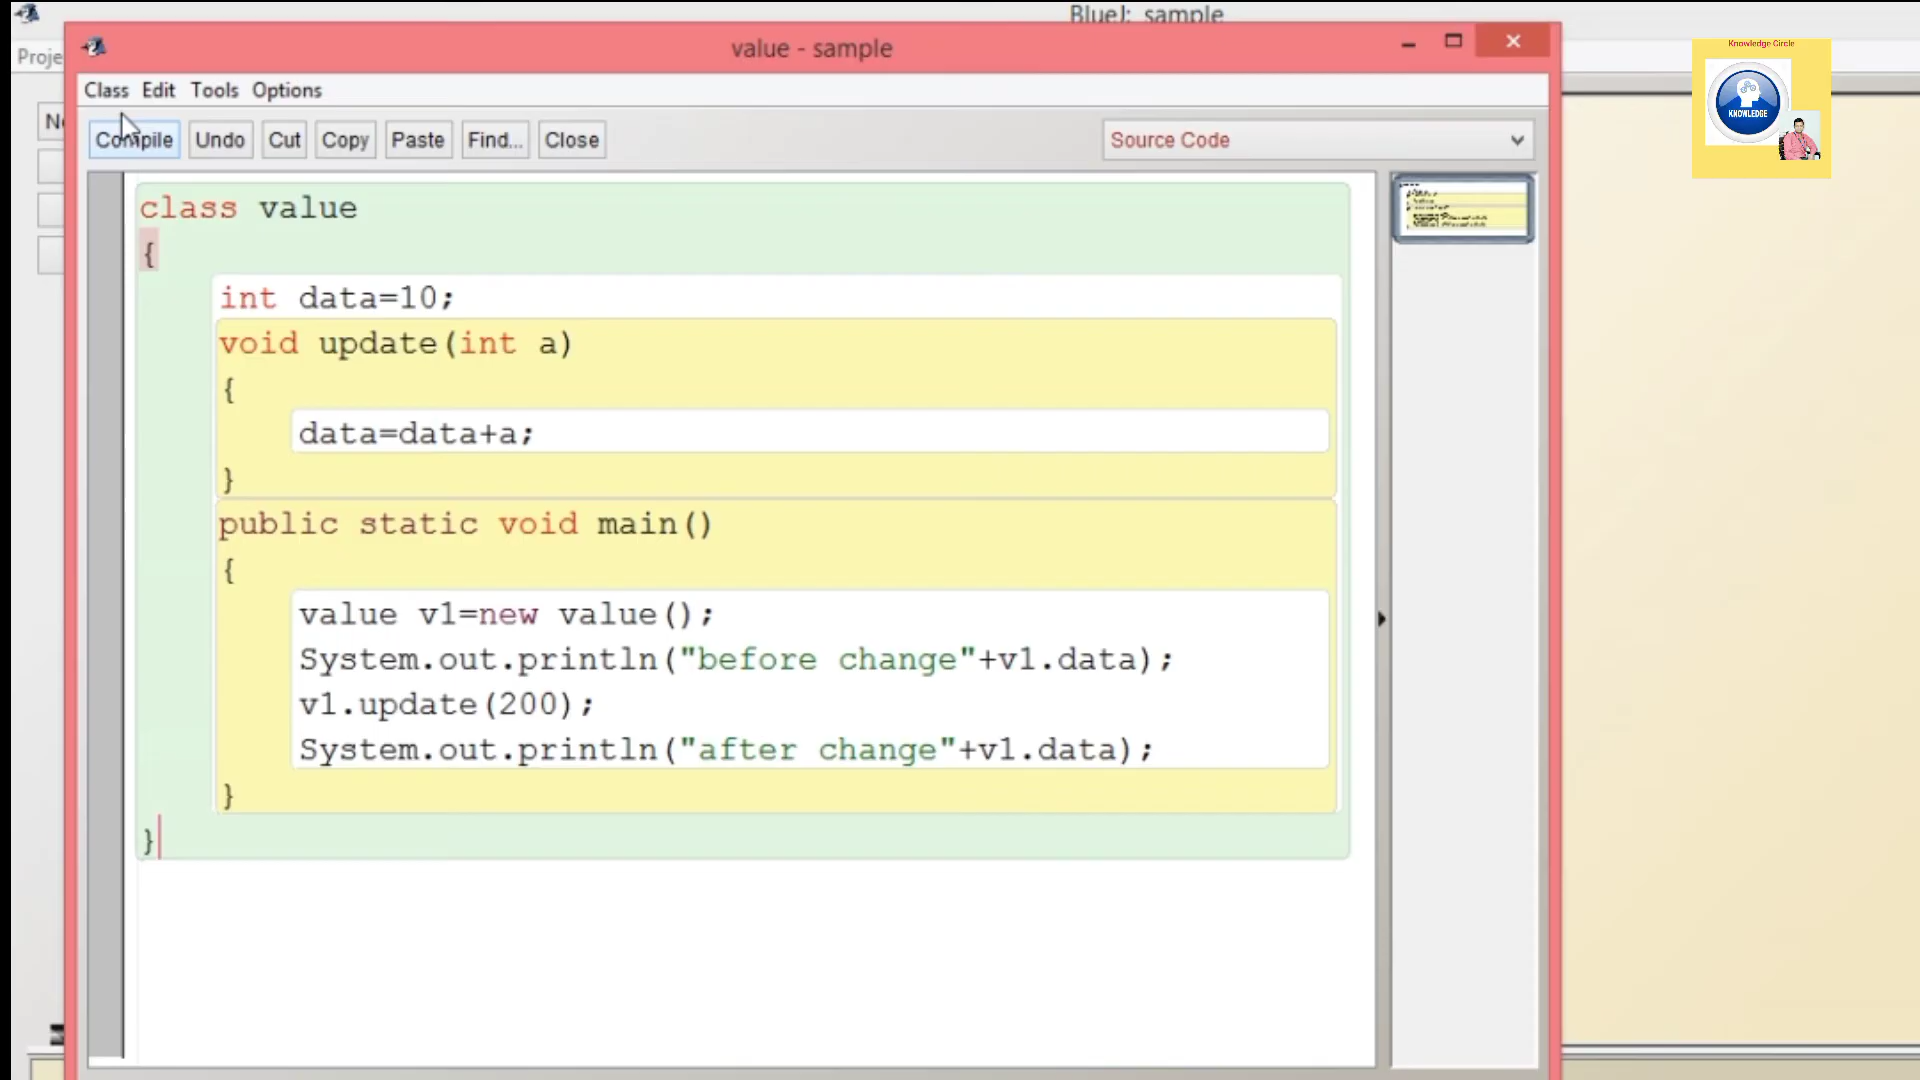 BlueJ: sample
value - sample
Knowledge Circle
KNOWLEDGE
Class Edit Tools Options
Compile Undo Cut Copy Paste Find... Close
Source Code
class value
{
int data=10;
void update(int a)
{
data=data+a;
}
public static void main()
{
value v1=new value();
System.out.println("before change"+v1.data);
v1.update(200);
System.out.println("after change"+v1.data);
}
}